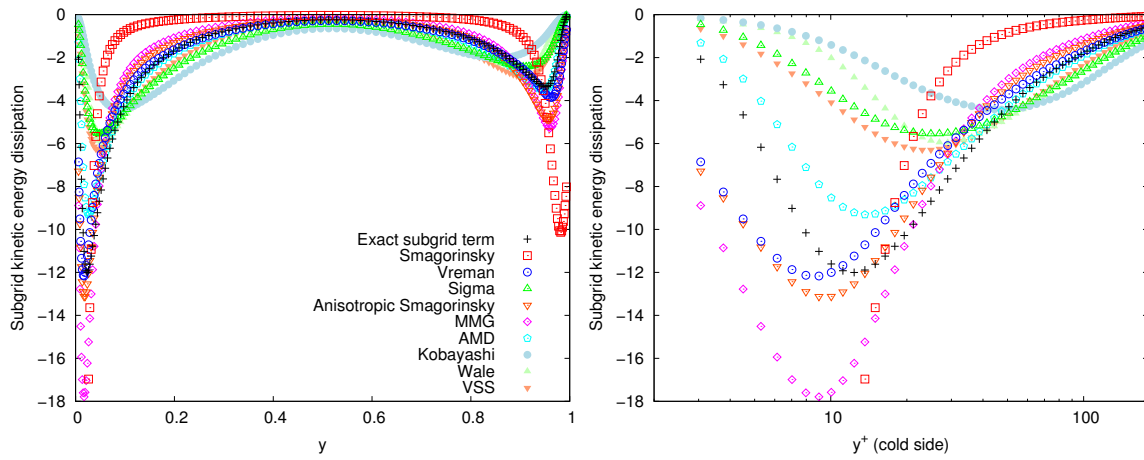 Subgrid kinetic energy dissipation
0
−2
−4
−6
−8
−10
−12
−14
−16
−18
0 0.2 0.4 0.6 0.8 1
y
Exact subgrid term
Smagorinsky
Vreman
Sigma
Anisotropic Smagorinsky
MMG
AMD
Kobayashi
Wale
VSS
Subgrid kinetic energy dissipation
0
−2
−4
−6
−8
−10
−12
−14
−16
−18
10 100
y⁺ (cold side)